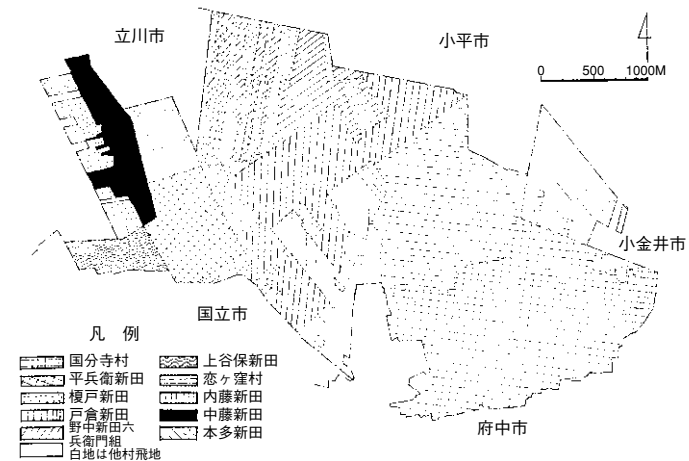 立川市
小平市
0 500 1000M
小金井市
国立市
凡 例
国分寺村
平兵衛新田
榎戸新田
戸倉新田
野中新田六
兵衛門組
白地は他村飛地
上谷保新田
恋ヶ窪村
内藤新田
中藤新田
本多新田
府中市